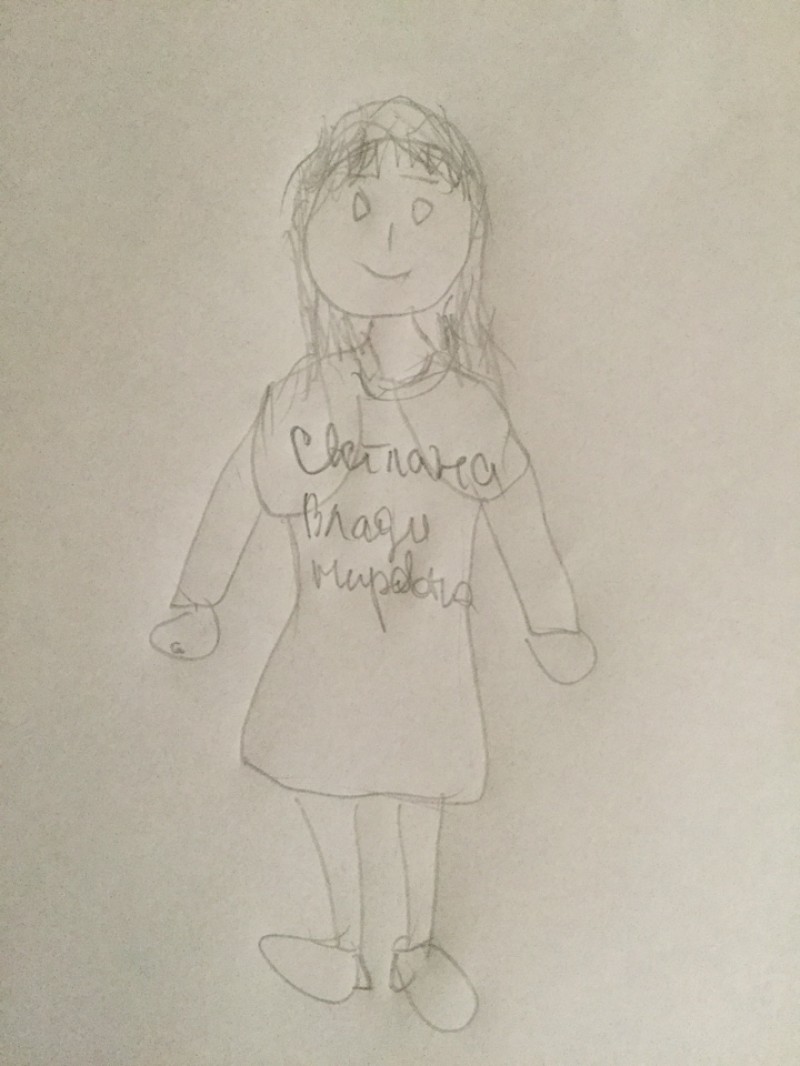 Светлана
Влади
мировна